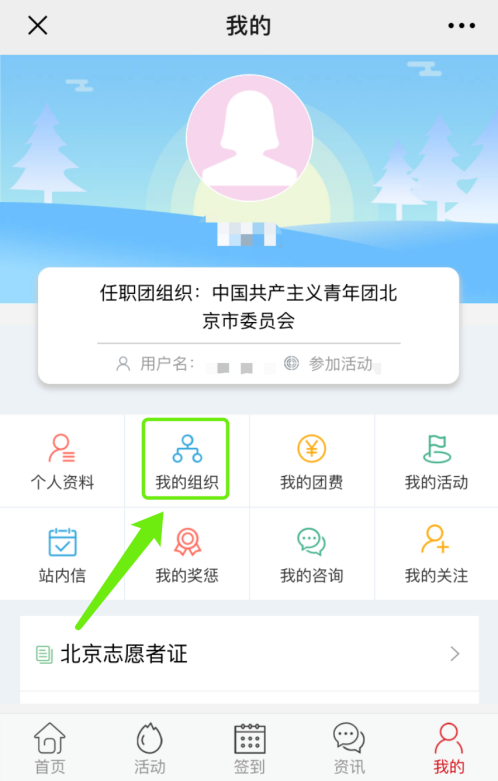 我的
任职团组织：中国共产主义青年团北
京市委员会
用户名： 参加活动
个人资料 我的组织 我的团费 我的活动
站内信 我的奖惩 我的咨询 我的关注
北京志愿者证
首页 活动 签到 资讯 我的